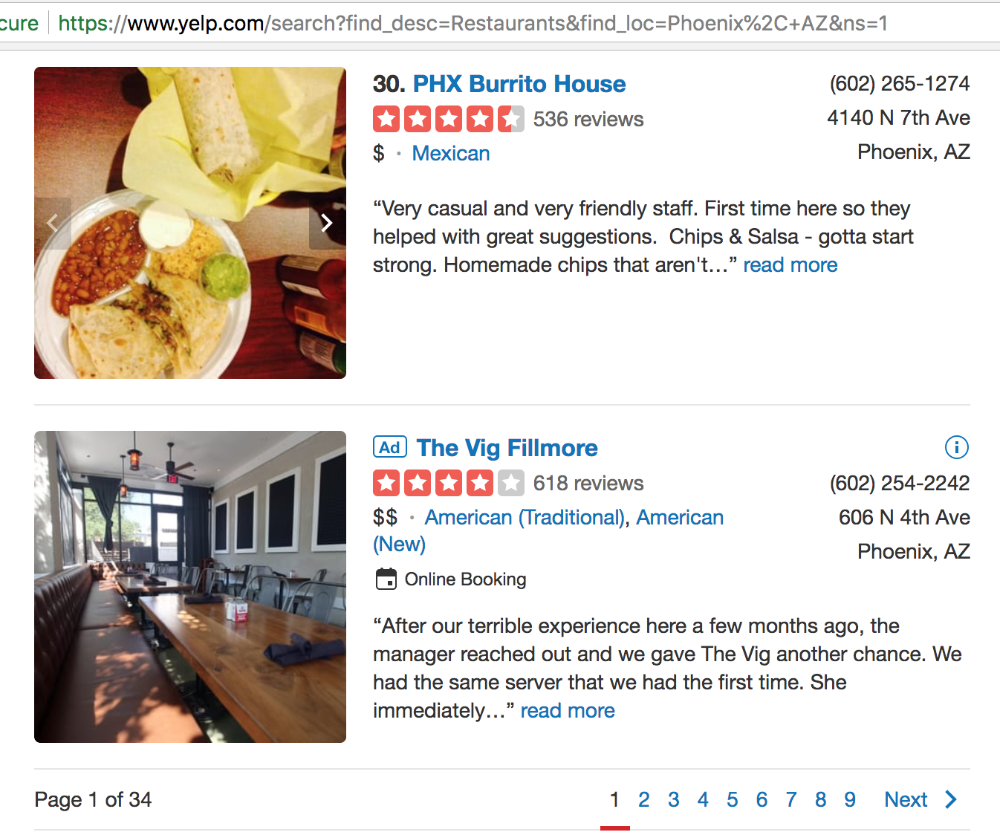 cure https://www.yelp.com/search?find_desc=Restaurants&find_loc=Phoenix%2C+AZ&ns=1
30. PHX Burrito House
(602) 265-1274
536 reviews
4140 N 7th Ave
$ · Mexican
Phoenix, AZ
“Very casual and very friendly staff. First time here so they
helped with great suggestions.  Chips & Salsa - gotta start
strong. Homemade chips that aren't…” read more
Ad The Vig Fillmore
618 reviews
(602) 254-2242
$$ · American (Traditional), American
606 N 4th Ave
(New)
Phoenix, AZ
Online Booking
“After our terrible experience here a few months ago, the
manager reached out and we gave The Vig another chance. We
had the same server that we had the first time. She
immediately…” read more
Page 1 of 34
1 2 3 4 5 6 7 8 9 Next